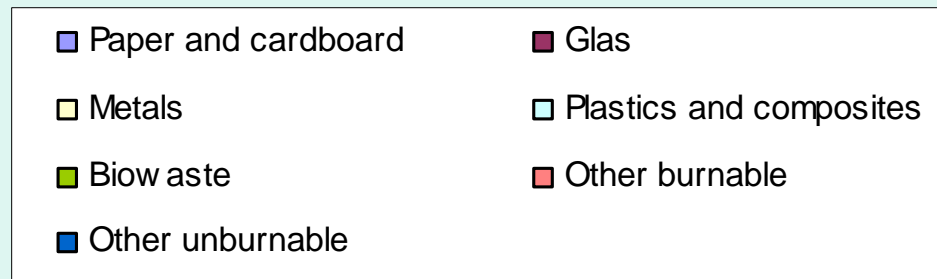 Paper and cardboard Glas
Metals Plastics and composites
Biow aste Other burnable
Other unburnable